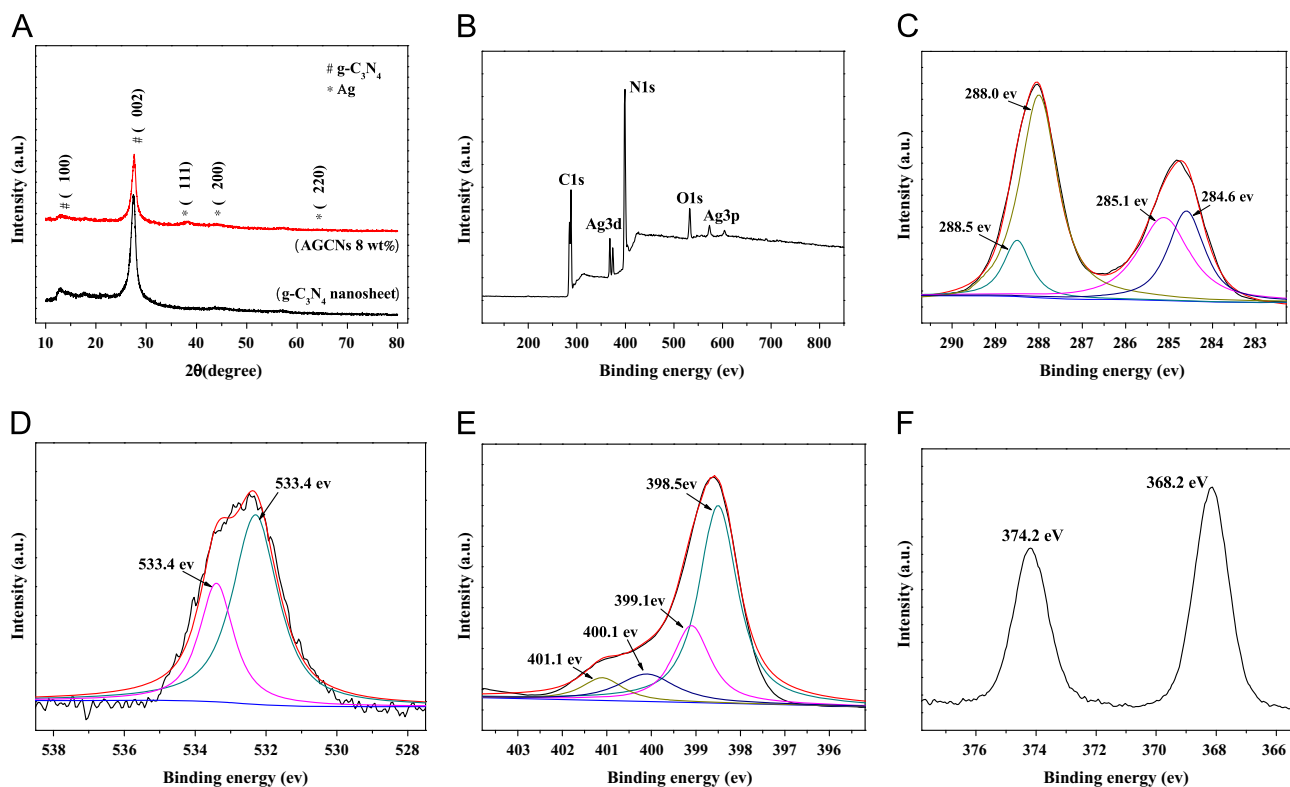 A
# g-C₃N₄
* Ag
# ( 100)
# ( 002)
* ( 111)
* ( 200)
* ( 220)
(AGCNs 8 wt%)
(g-C₃N₄ nanosheet)
Intensity (a.u.)
10 20 30 40 50 60 70 80
2θ(degree)
B
N1s
C1s
Ag3d
O1s
Ag3p
Intensity (a.u.)
100 200 300 400 500 600 700 800
Binding energy (ev)
C
288.0 ev
288.5 ev
285.1 ev
284.6 ev
Intensity (a.u.)
290 289 288 287 286 285 284 283
Binding energy (ev)
D
533.4 ev
533.4 ev
Intensity (a.u.)
538 536 534 532 530 528
Binding energy (ev)
E
398.5ev
399.1ev
400.1 ev
401.1 ev
Intensity (a.u.)
403 402 401 400 399 398 397 396
Binding energy (ev)
F
368.2 eV
374.2 eV
Intensity (a.u.)
376 374 372 370 368 366
Binding energy (ev)